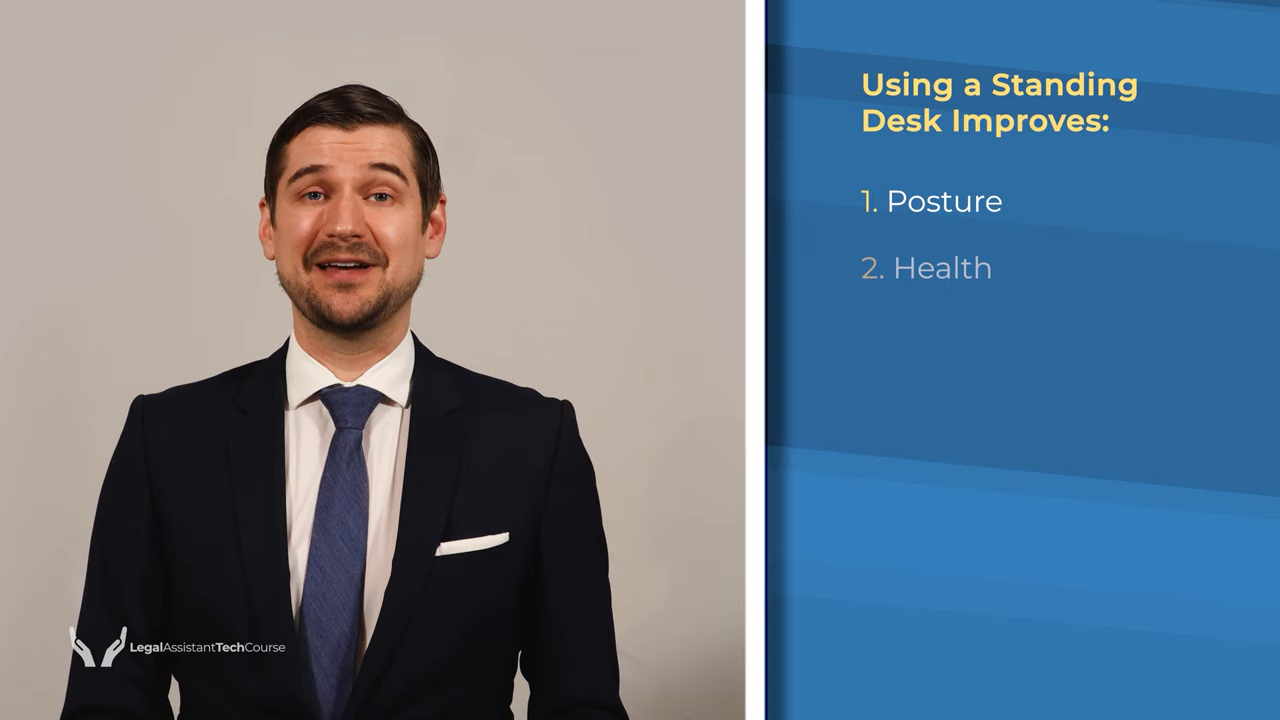 Using a Standing
Desk Improves:
1. Posture
2. Health
LegalAssistantTechCourse